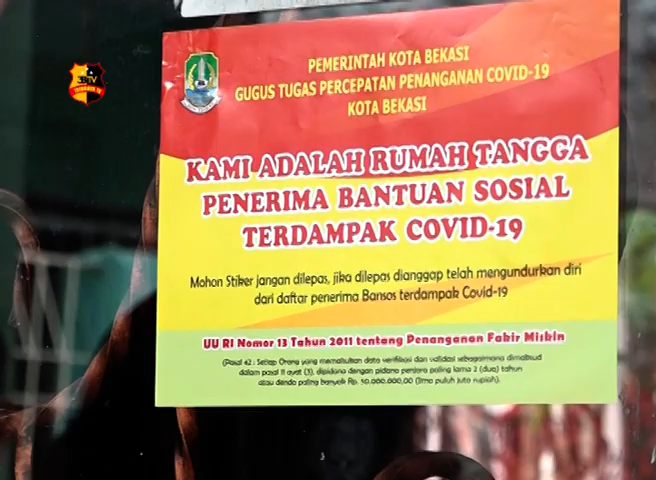 PEMERINTAH KOTA BEKASI
GUGUS TUGAS PERCEPATAN PENANGANAN COVID-19
KOTA BEKASI
KAMI ADALAH RUMAH TANGGA
PENERIMA BANTUAN SOSIAL
TERDAMPAK COVID-19
Mohon Stiker jangan dilepas, jika dilepas dianggap telah mengundurkan diri
dari daftar penerima Bansos terdampak Covid-19
UU RI Nomor 13 Tahun 2011 tentang Penanganan Fakir Miskin
(Pasal 42 : Setiap Orang yang memalsukan data verifikasi dan validasi sebagaimana dimaksud
dalam pasal 11 ayat (3), dipidana dengan pidana penjara paling lama 2 (dua) tahun
atau denda paling banyak Rp. 50.000.000,00 (lima puluh juta rupiah).